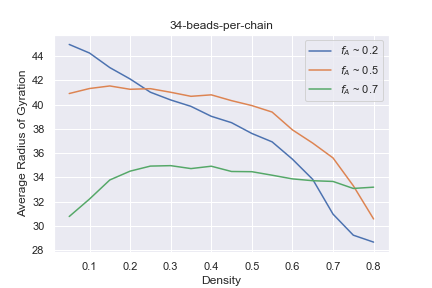 34-beads-per-chain
Average Radius of Gyration
44
42
40
38
36
34
32
30
28
f_A ~ 0.2
f_A ~ 0.5
f_A ~ 0.7
0.1 0.2 0.3 0.4 0.5 0.6 0.7 0.8
Density